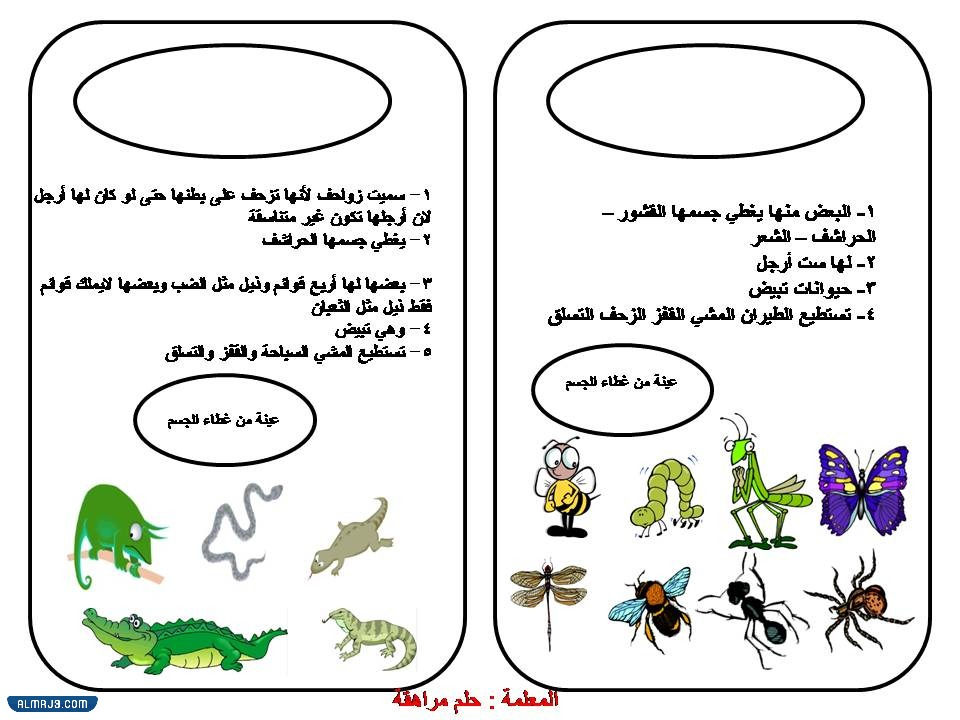 ١- البعض منها يغطي جسمها القشور –
الحراشف – الشعر
٢- لها ست أرجل
٣- حيوانات تبيض
٤- تستطيع الطيران المشي القفز الزحف التسلق
عينة من غطاء للجسم
١– سميت زواحف لأنها تزحف على بطنها حتى لو كان لها أرجل
لان أرجلها تكون غير متناسقة
٢– يغطي جسمها الحراشف
٣– بعضها لها أربع قوائم وذيل مثل الضب وبعضها لايملك قوائم
فقط ذيل مثل الثعبان
٤– وهي تبيض
٥– تستطيع المشي السباحة والقفز والتسلق
عينة من غطاء للجسم
المعلمة : حلم مراهقة
ALMRJ3.COM